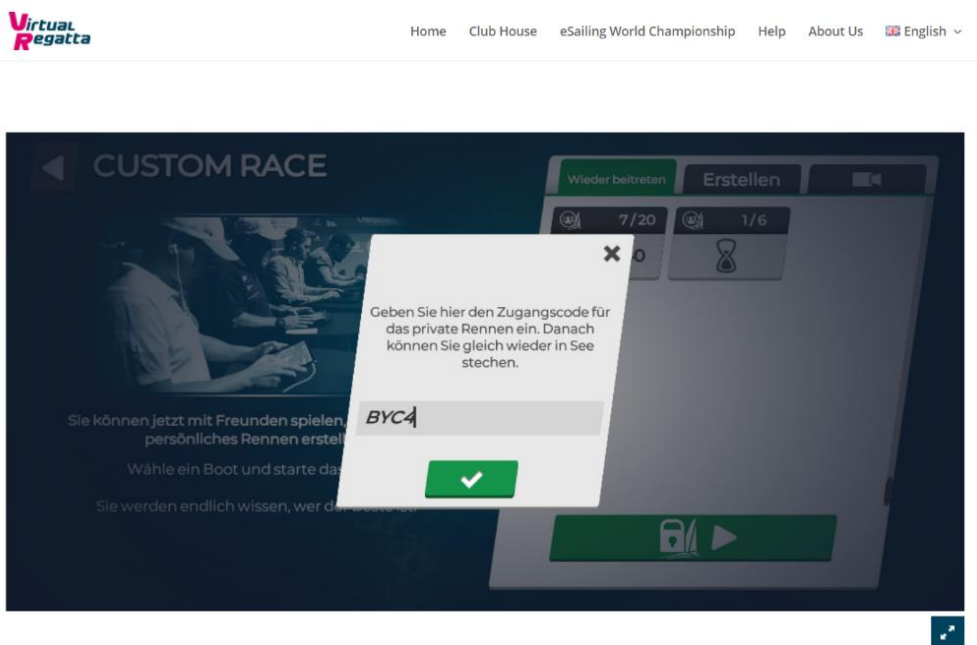 Virtual
Regatta
Home Club House eSailing World Championship Help About Us English
CUSTOM RACE
Wieder beitreten Erstellen
7/20 1/6
Geben Sie hier den Zugangscode für
das private Rennen ein. Danach
können Sie gleich wieder in See
stechen.
BYC4
Sie können jetzt mit Freunden spielen,
persönliches Rennen
Wähle ein Boot und starte
Sie werden endlich wissen, wer